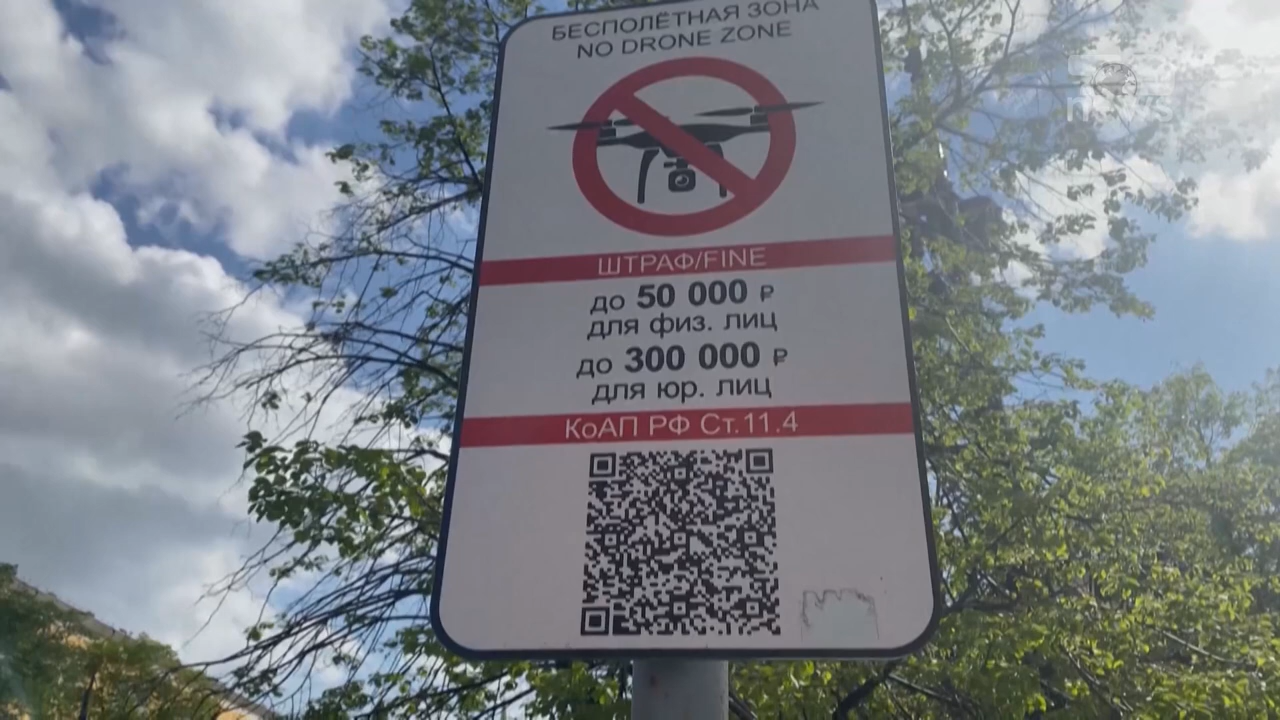 БЕСПОЛЁТНАЯ ЗОНА
NO DRONE ZONE
ШТРАФ/FINE
до 50 000 ₽
для физ. лиц
до 300 000 ₽
для юр. лиц
КоАП РФ Ст.11.4
news